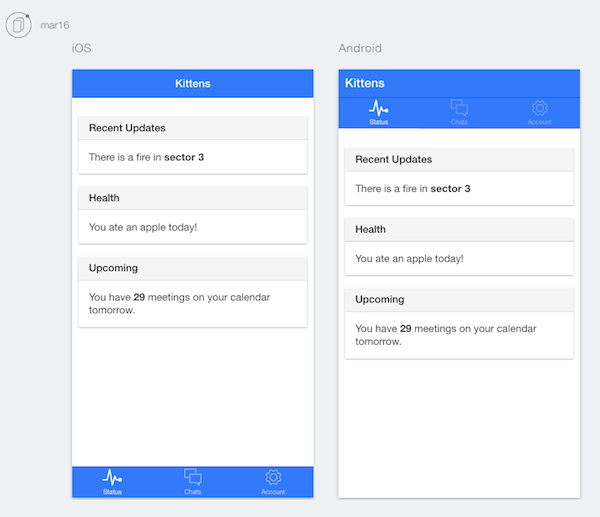 mar16
iOS
Kittens
Recent Updates
There is a fire in sector 3
Health
You ate an apple today!
Upcoming
You have 29 meetings on your calendar
tomorrow.
Status
Chats
Account
Android
Kittens
Status
Chats
Account
Recent Updates
There is a fire in sector 3
Health
You ate an apple today!
Upcoming
You have 29 meetings on your calendar
tomorrow.